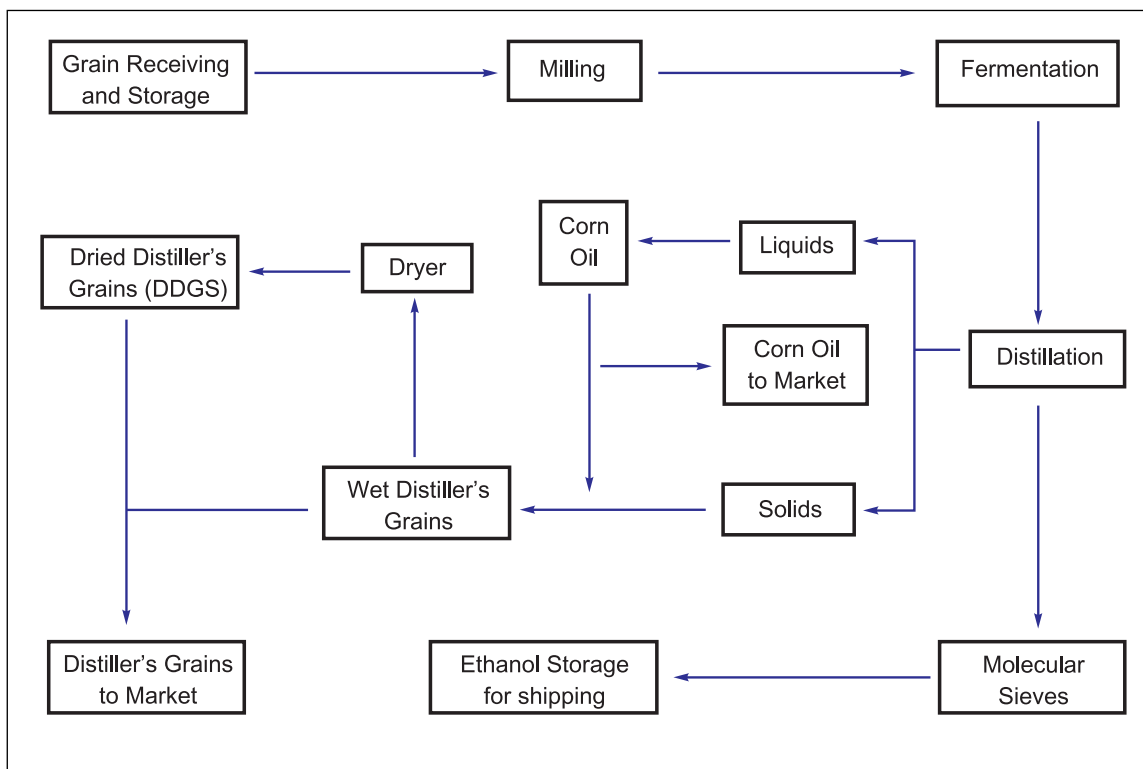 Grain Receiving
and Storage
Milling
Fermentation
Corn
Oil
Liquids
Dried Distiller's
Grains (DDGS)
Dryer
Corn Oil
to Market
Distillation
Wet Distiller's
Grains
Solids
Distiller's Grains
to Market
Ethanol Storage
for shipping
Molecular
Sieves